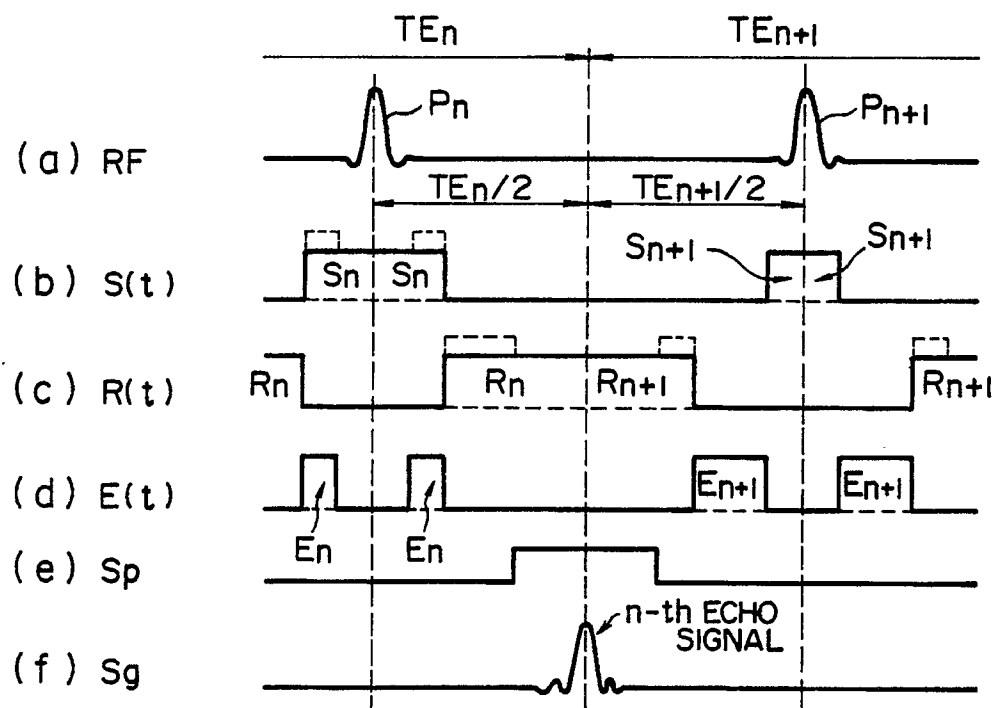 TEn TEn+1
Pn Pn+1
(a) RF
TEn/2 TEn+1/2
(b) S(t) Sn Sn Sn+1 Sn+1
(c) R(t) Rn Rn Rn+1 Rn+1
(d) E(t) En+1 En+1
En En
(e) Sp
n-th ECHO
SIGNAL
(f) Sg